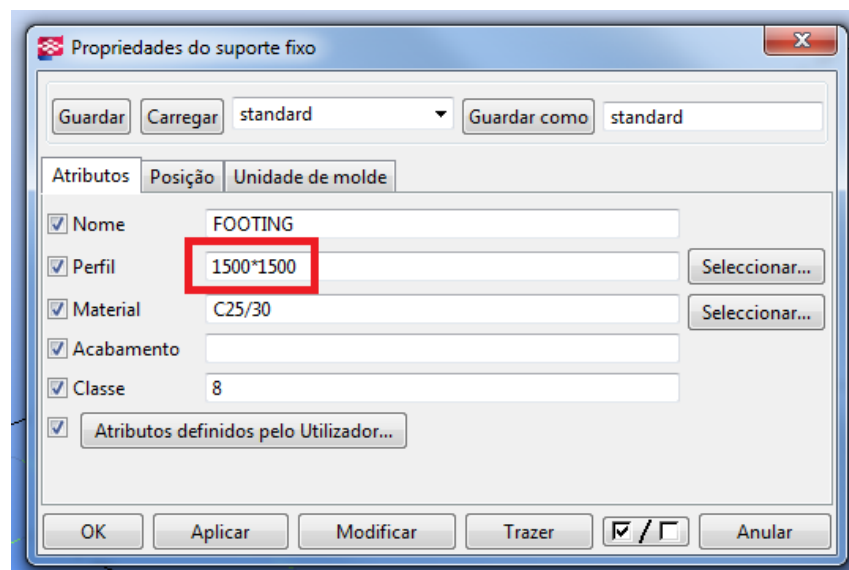 Propriedades do suporte fixo
Guardar Carregar standard Guardar como standard
Atributos Posição Unidade de molde
Nome FOOTING
Perfil 1500*1500 Seleccionar...
Material C25/30 Seleccionar...
Acabamento
Classe 8
Atributos definidos pelo Utilizador...
OK Aplicar Modificar Trazer / Anular